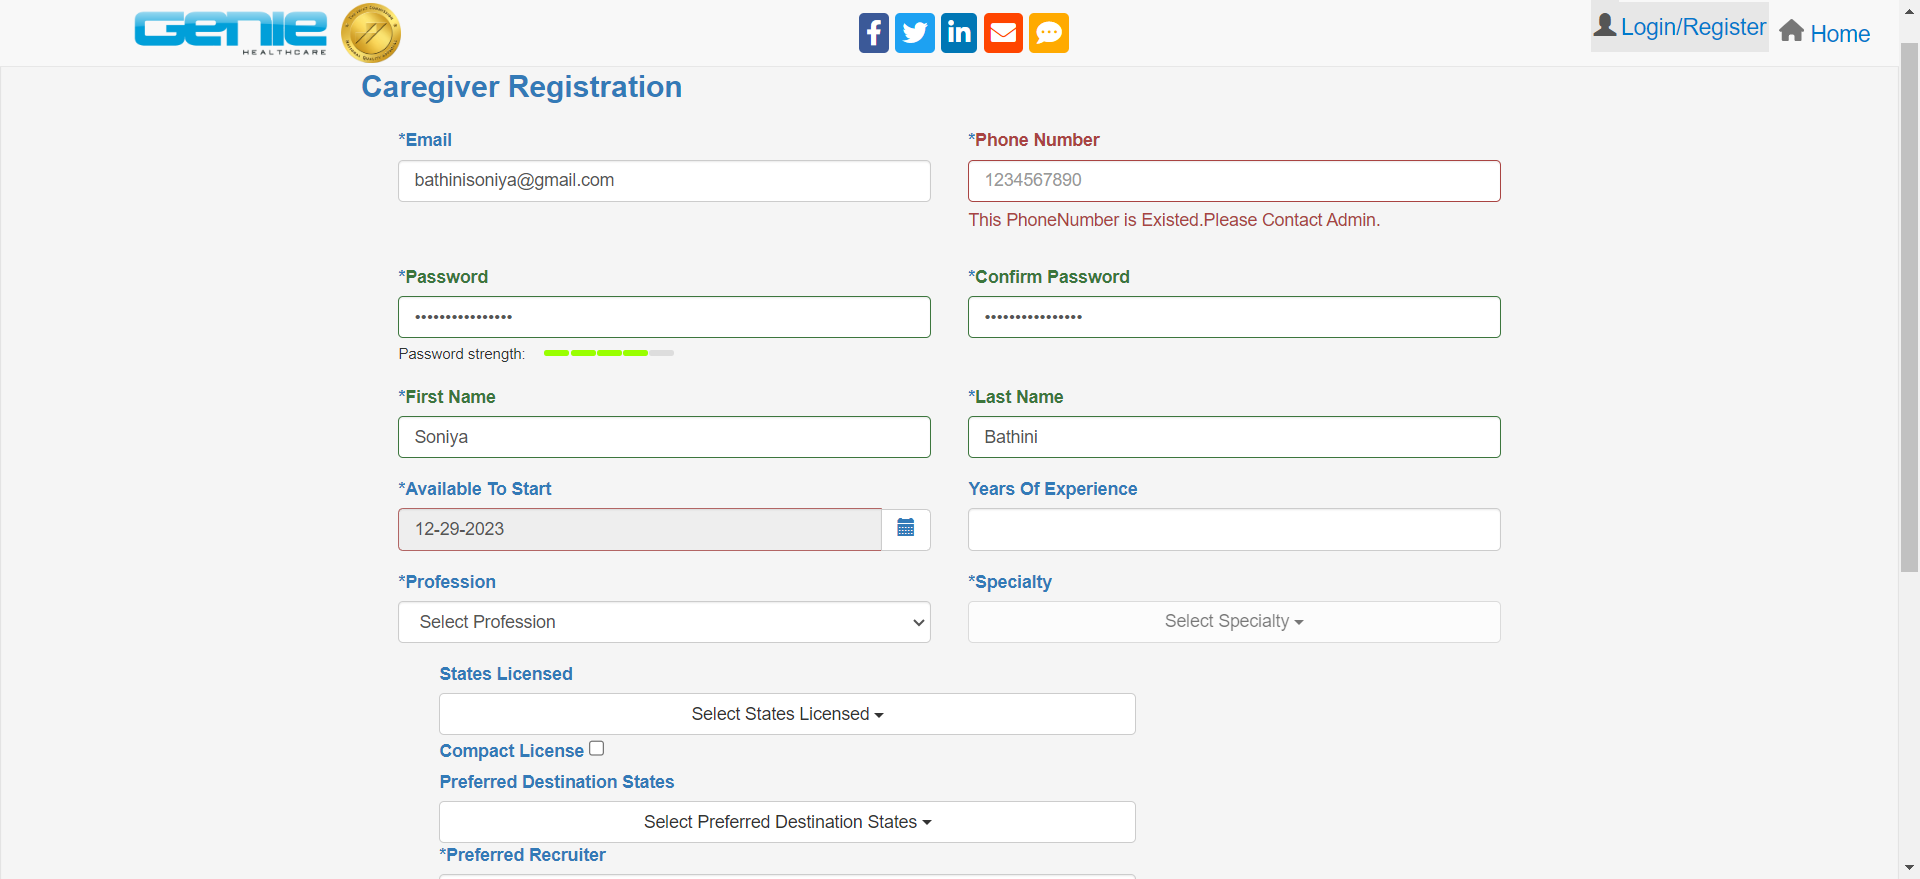 GENIE
HEALTHCARE
Login/Register
Home
Caregiver Registration
*Email
*Phone Number
bathinisoniya@gmail.com
1234567890
This PhoneNumber is Existed.Please Contact Admin.
*Password
*Confirm Password
••••••••••••••••
••••••••••••••••
Password strength:
*First Name
*Last Name
Soniya
Bathini
*Available To Start
Years Of Experience
12-29-2023
*Profession
*Specialty
Select Profession
Select Specialty
States Licensed
Select States Licensed
Compact License
Preferred Destination States
Select Preferred Destination States
*Preferred Recruiter